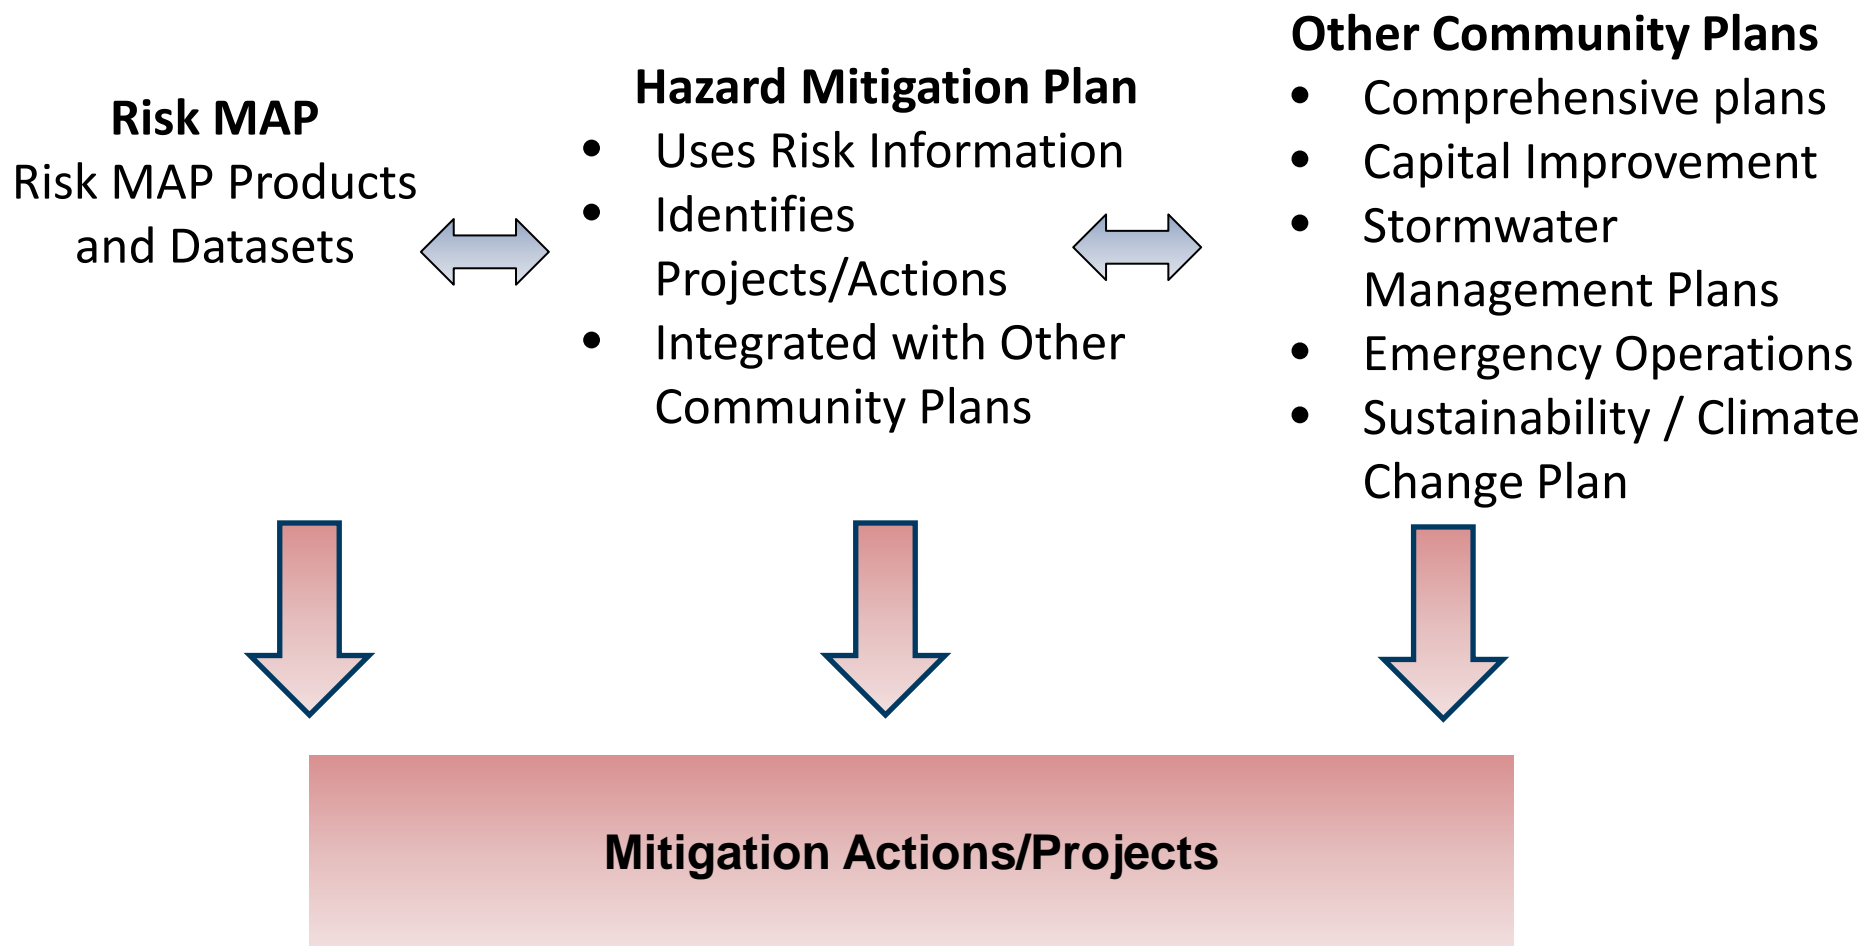 Risk MAP
Risk MAP Products
and Datasets
Hazard Mitigation Plan
• Uses Risk Information
• Identifies
Projects/Actions
• Integrated with Other
Community Plans
Other Community Plans
• Comprehensive plans
• Capital Improvement
• Stormwater
Management Plans
• Emergency Operations
• Sustainability / Climate
Change Plan
Mitigation Actions/Projects